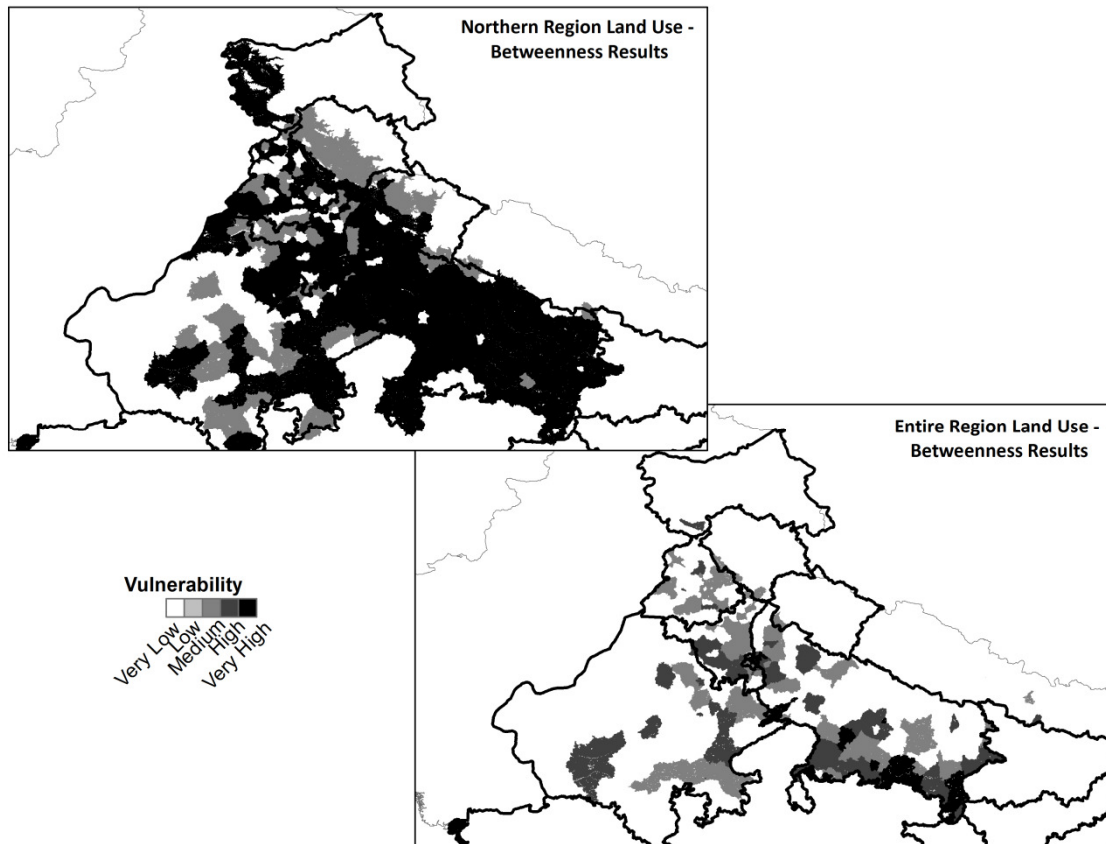 Northern Region Land Use -
Betweenness Results
Entire Region Land Use -
Betweenness Results
Vulnerability
Very Low
Low
Medium
High
Very High